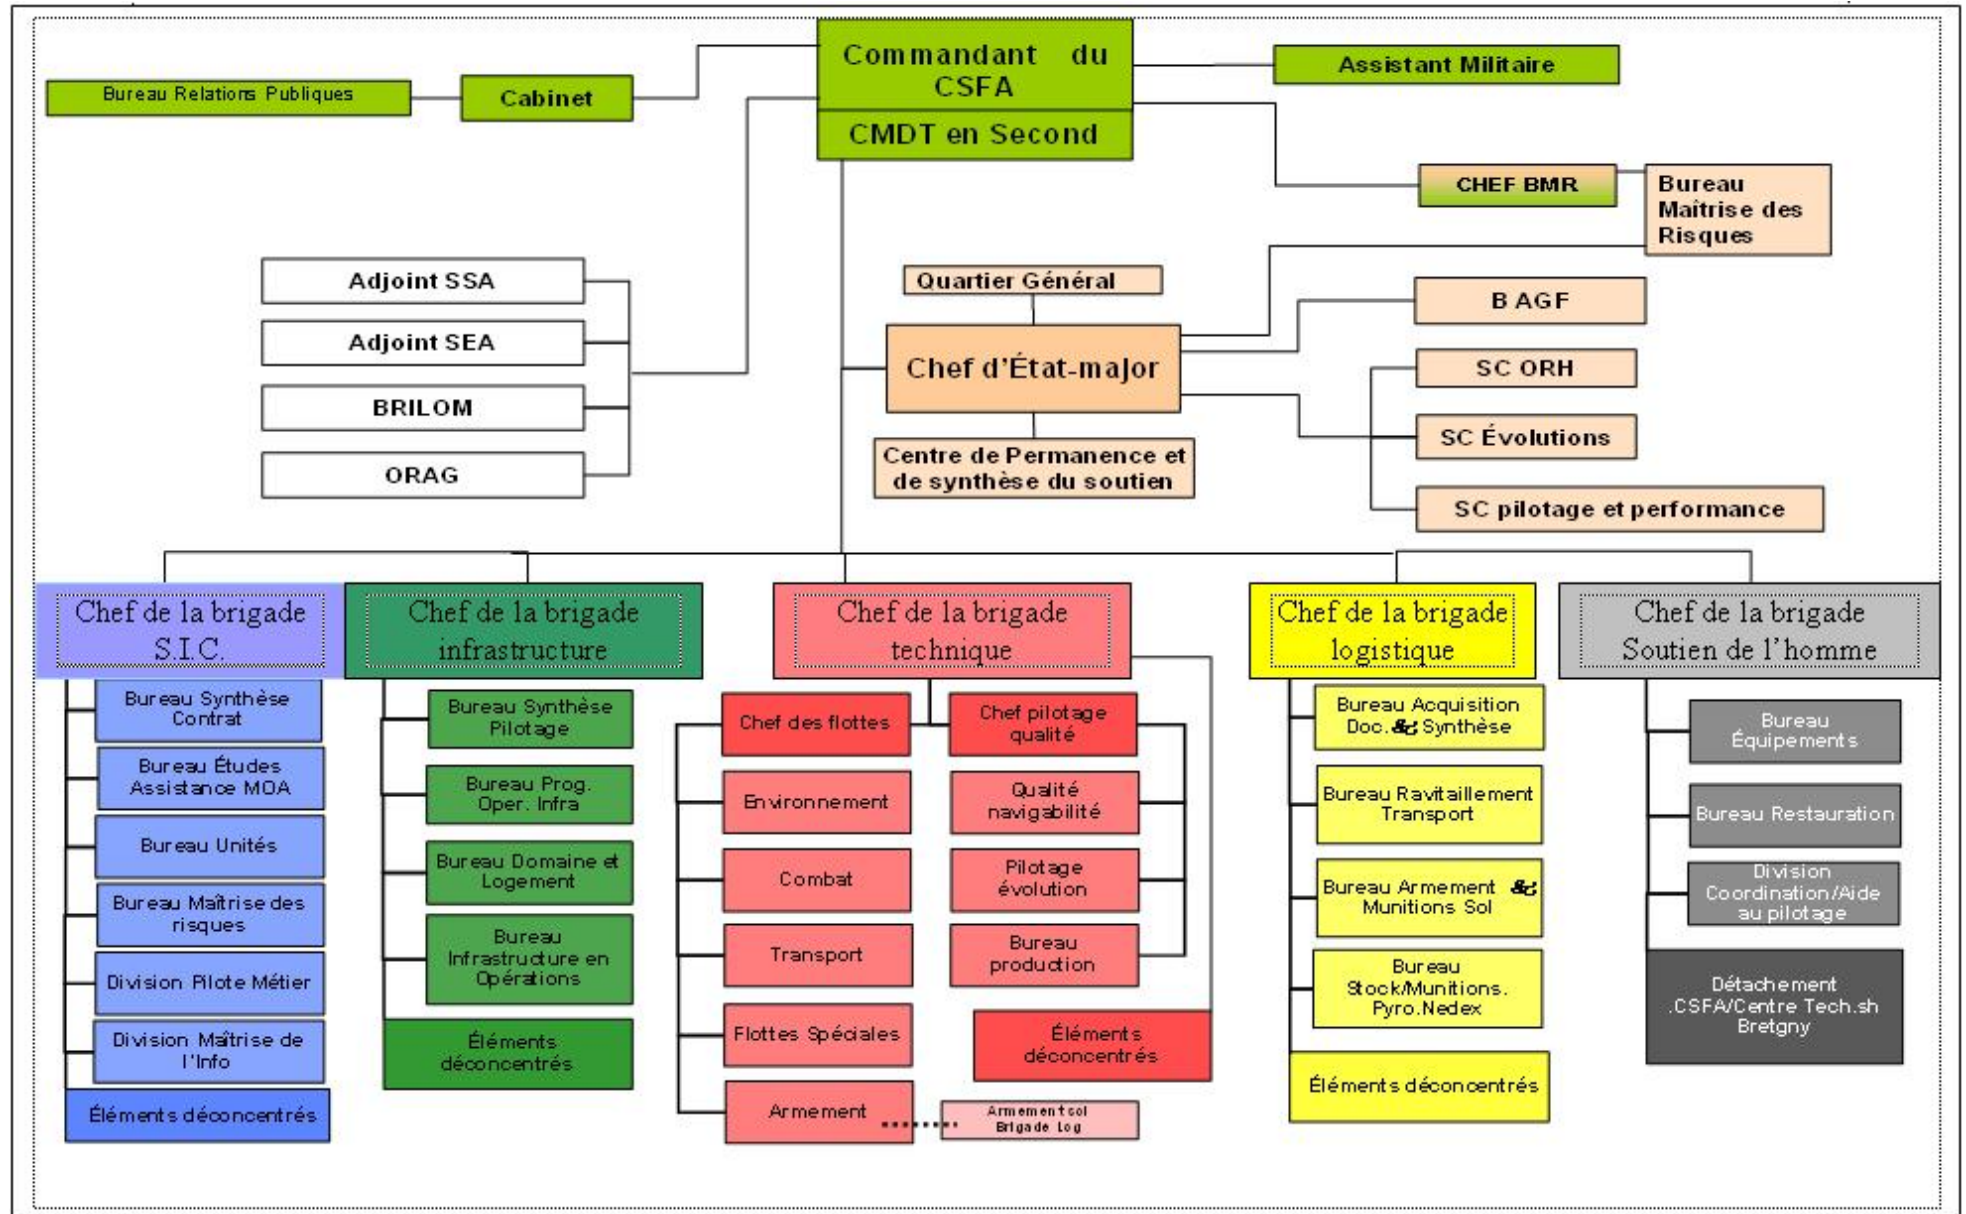 Commandant du
CSFA
CMDT en Second
Assistant Militaire
Bureau Relations Publiques
Cabinet
CHEF BMR
Bureau
Maîtrise des
Risques
Adjoint SSA
Adjoint SEA
BRILOM
ORAG
Quartier Général
Chef d'État-major
Centre de Permanence et
de synthèse du soutien
B AGF
SC ORH
SC Évolutions
SC pilotage et performance
Chef de la brigade
S.I.C.
Bureau Synthèse
Contrat
Bureau Études
Assistance MOA
Bureau Unités
Bureau Maîtrise des
risques
Division Pilote Métier
Division Maîtrise de
l'Info
Éléments déconcentrés
Chef de la brigade
infrastructure
Bureau Synthèse
Pilotage
Bureau Prog.
Oper. Infra
Bureau Domaine et
Logement
Bureau
Infrastructure en
Opérations
Éléments
déconcentrés
Chef de la brigade
technique
Chef des flottes
Environnement
Combat
Transport
Flottes Spéciales
Armement
Chef pilotage
qualité
Qualité
navigabilité
Pilotage
évolution
Bureau
production
Éléments
déconcentrés
Armement sol
Brigade Log
Chef de la brigade
logistique
Bureau Acquisition
Doc. & Synthèse
Bureau Ravitaillement
Transport
Bureau Armement &
Munitions Sol
Bureau
Stock/Munitions.
Pyro.Nedex
Éléments déconcentrés
Chef de la brigade
Soutien de l'homme
Bureau
Équipements
Bureau Restauration
Division
Coordination/Aide
au pilotage
Détachement
.CSFA/Centre Tech.sh
Bretgny